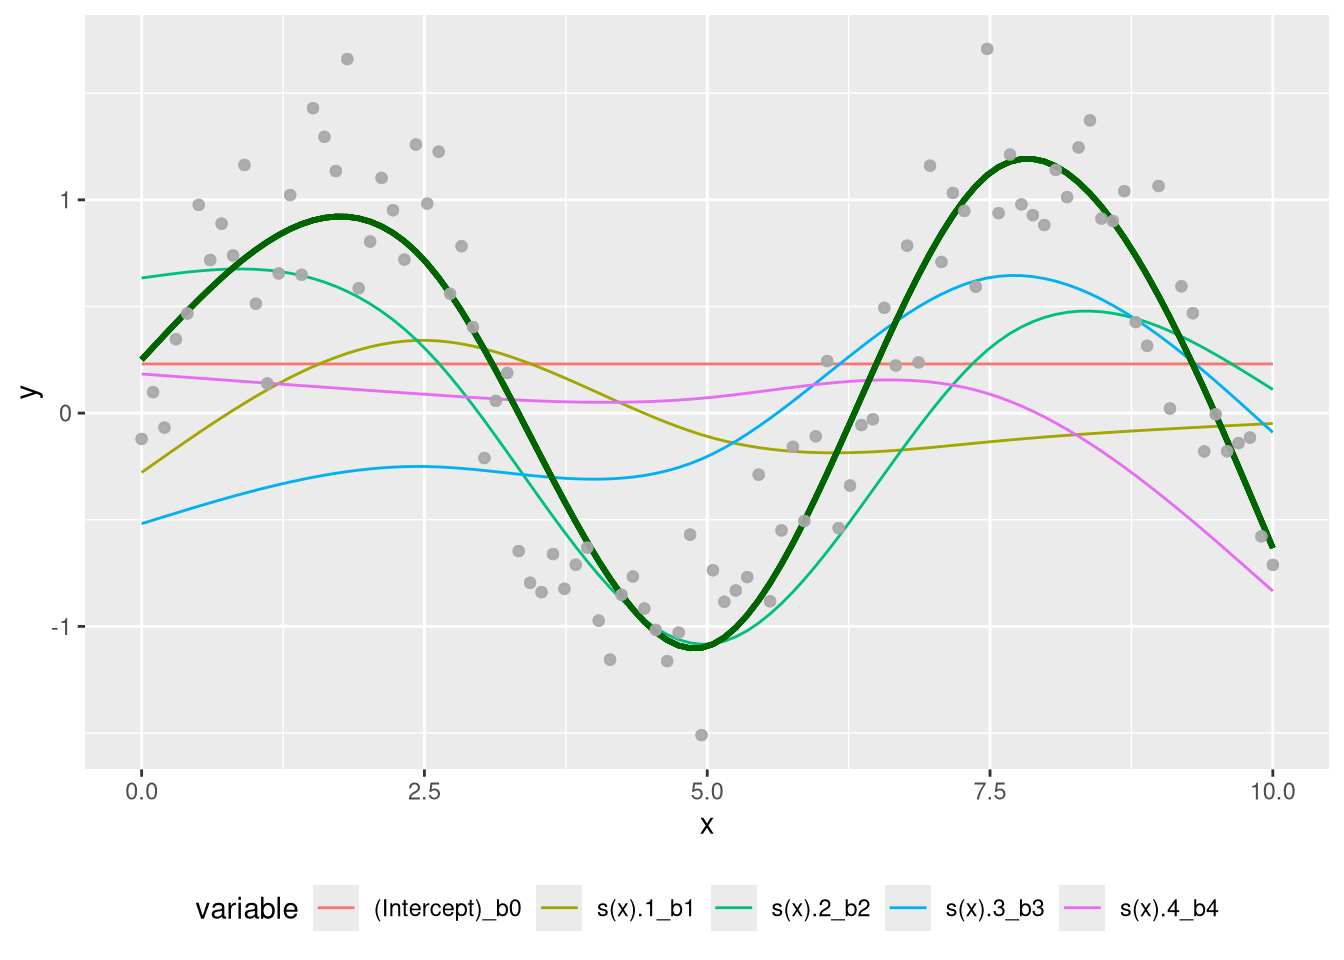 1
0
-1
y
0.0 2.5 5.0 7.5 10.0
x
variable (Intercept)_b0 s(x).1_b1 s(x).2_b2 s(x).3_b3 s(x).4_b4